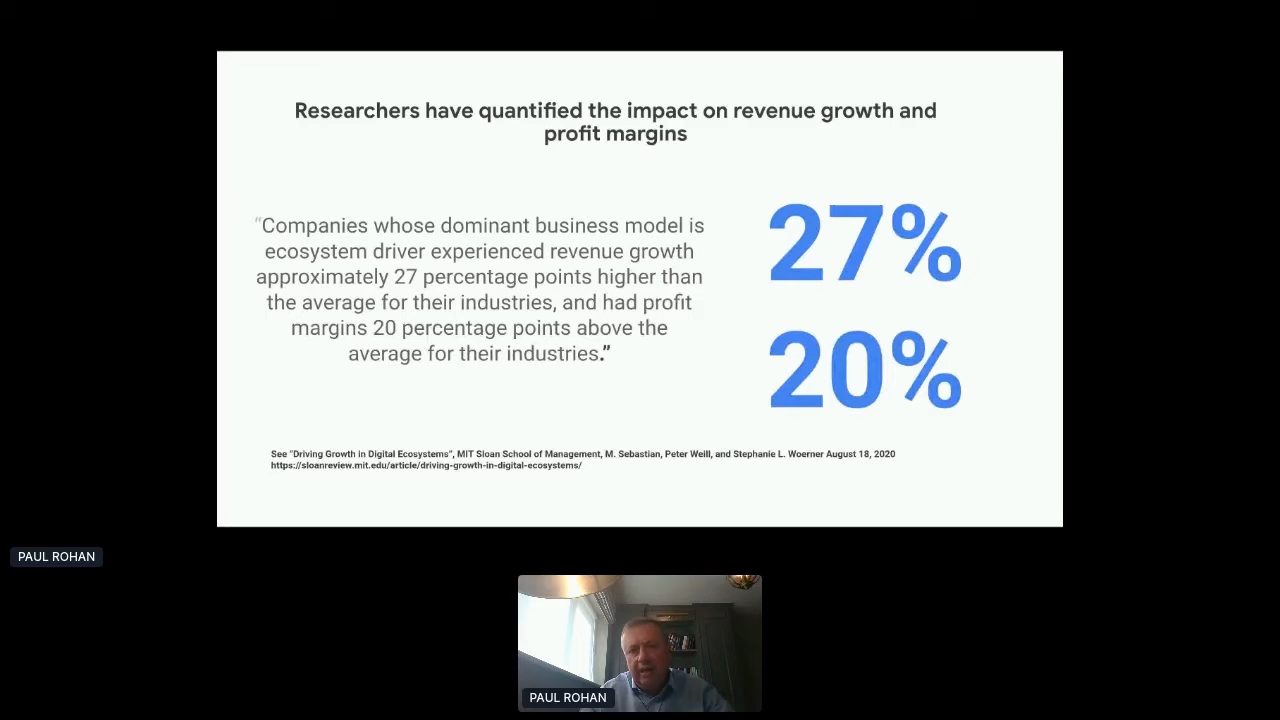 Researchers have quantified the impact on revenue growth and
profit margins
“Companies whose dominant business model is
ecosystem driver experienced revenue growth
approximately 27 percentage points higher than
the average for their industries, and had profit
margins 20 percentage points above the
average for their industries.”
27%
20%
See “Driving Growth in Digital Ecosystems”, MIT Sloan School of Management, M. Sebastian, Peter Weill, and Stephanie L. Woerner August 18, 2020
https://sloanreview.mit.edu/article/driving-growth-in-digital-ecosystems/
PAUL ROHAN
PAUL ROHAN